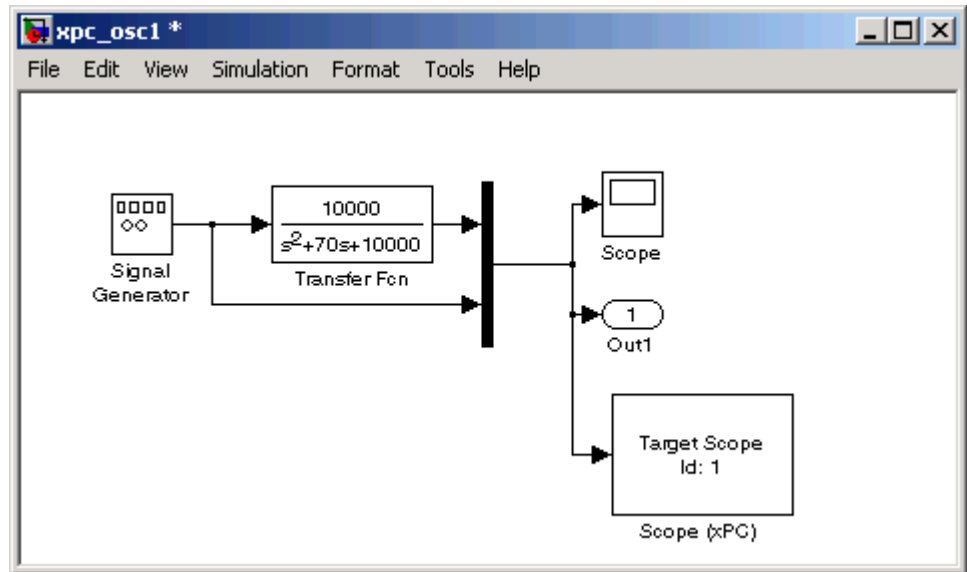 xpc_osc1 *
File Edit View Simulation Format Tools Help
Signal
Generator
10000
s²+70s+10000
Transfer Fcn
Scope
1
Out1
Target Scope
Id: 1
Scope (xPC)